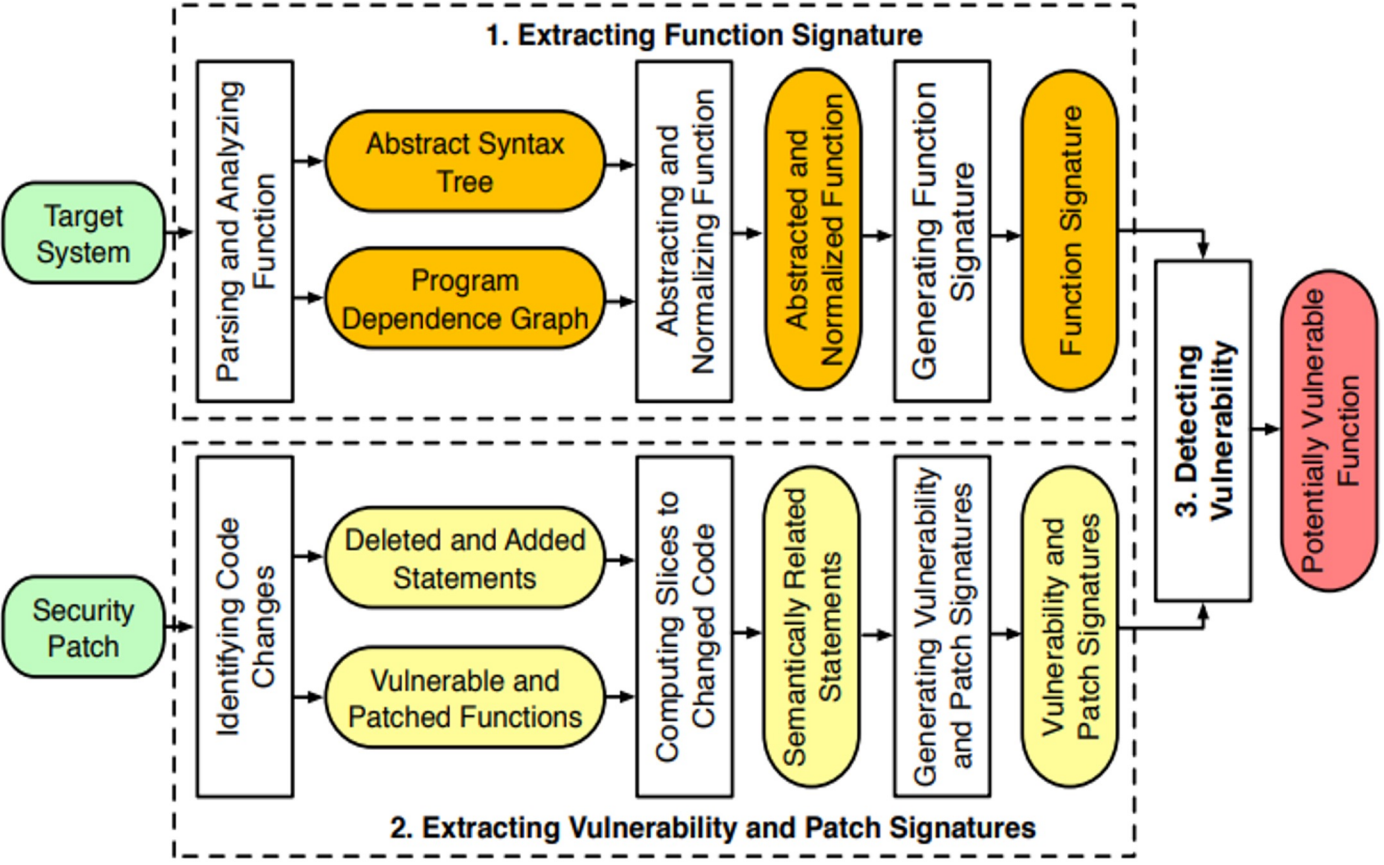 1. Extracting Function Signature
Target
System
Parsing and Analyzing
Function
Abstract Syntax
Tree
Program
Dependence Graph
Abstracting and
Normalizing Function
Abstracted and
Normalized Function
Generating Function
Signature
Function Signature
Security
Patch
Identifying Code
Changes
Deleted and Added
Statements
Vulnerable and
Patched Functions
Computing Slices to
Changed Code
Semantically Related
Statements
Generating Vulnerability
and Patch Signatures
Vulnerability and
Patch Signatures
2. Extracting Vulnerability and Patch Signatures
3. Detecting
Vulnerability
Potentially Vulnerable
Function